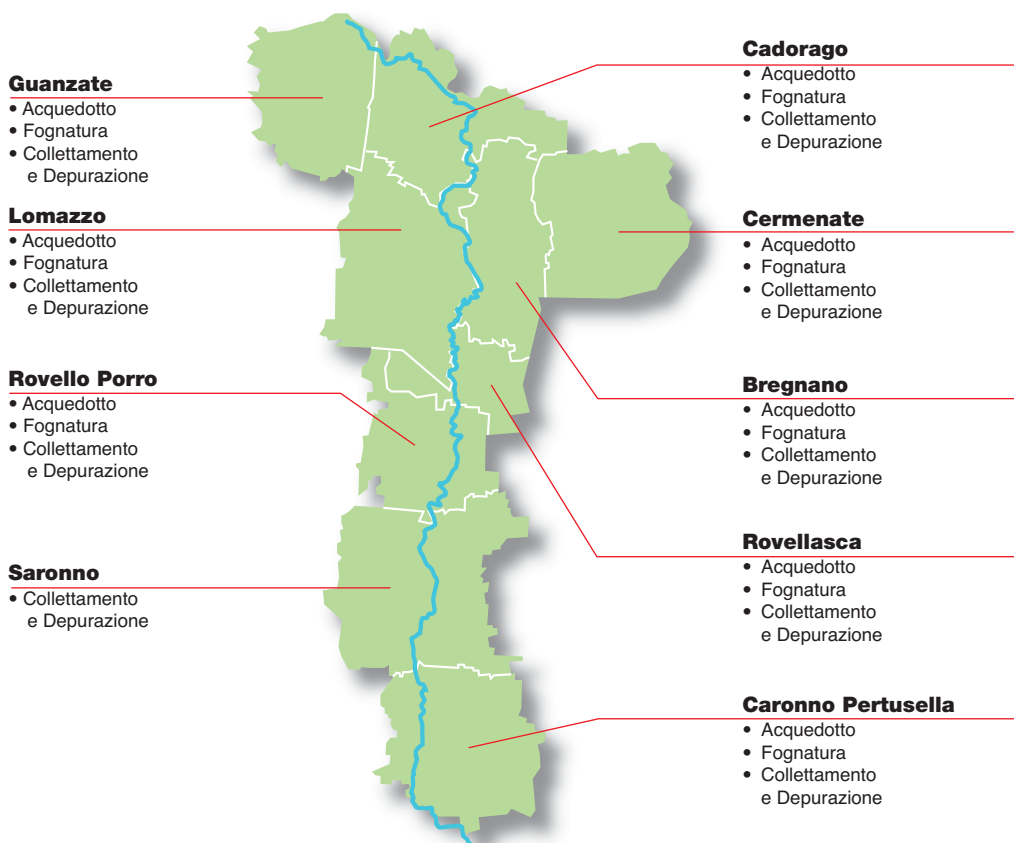 Guanzate
• Acquedotto
• Fognatura
• Collettamento
e Depurazione
Lomazzo
• Acquedotto
• Fognatura
• Collettamento
e Depurazione
Rovello Porro
• Acquedotto
• Fognatura
• Collettamento
e Depurazione
Saronno
• Collettamento
e Depurazione
Cadorago
• Acquedotto
• Fognatura
• Collettamento
e Depurazione
Cermenate
• Acquedotto
• Fognatura
• Collettamento
e Depurazione
Bregnano
• Acquedotto
• Fognatura
• Collettamento
e Depurazione
Rovellasca
• Acquedotto
• Fognatura
• Collettamento
e Depurazione
Caronno Pertusella
• Acquedotto
• Fognatura
• Collettamento
e Depurazione